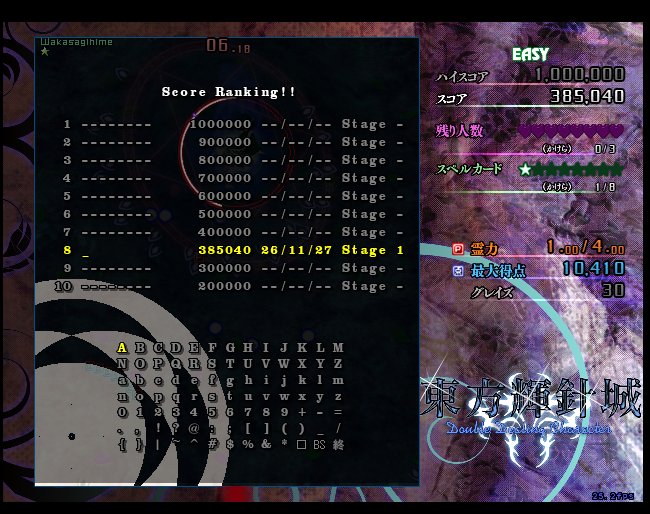 Wakasagihime
06.18
Score Ranking!!
1 -------- 1000000 --/--/-- Stage -
2 -------- 900000 --/--/-- Stage -
3 -------- 800000 --/--/-- Stage -
4 -------- 700000 --/--/-- Stage -
5 -------- 600000 --/--/-- Stage -
6 -------- 500000 --/--/-- Stage -
7 -------- 400000 --/--/-- Stage -
8 _ 385040 26/11/27 Stage 1
9 -------- 300000 --/--/-- Stage -
10 -------- 200000 --/--/-- Stage -
A B C D E F G H I J K L M
N O P Q R S T U V W X Y Z
a b c d e f g h i j k l m
n o p q r s t u v w x y z
0 1 2 3 4 5 6 7 8 9 + - =
. , ! ? @ : ; [ ] ( ) _ /
{ } | ~ ^ # $ % & * □ BS 終
EASY
ハイスコア 1,000,000
スコア 385,040
残り人数
(かけら) 0/3
スペルカード
(かけら) 1/8
P 霊力 1.00/4.00
最大得点 10,410
グレイズ 30
東方輝針城
Double Dealing Character
25.2fps